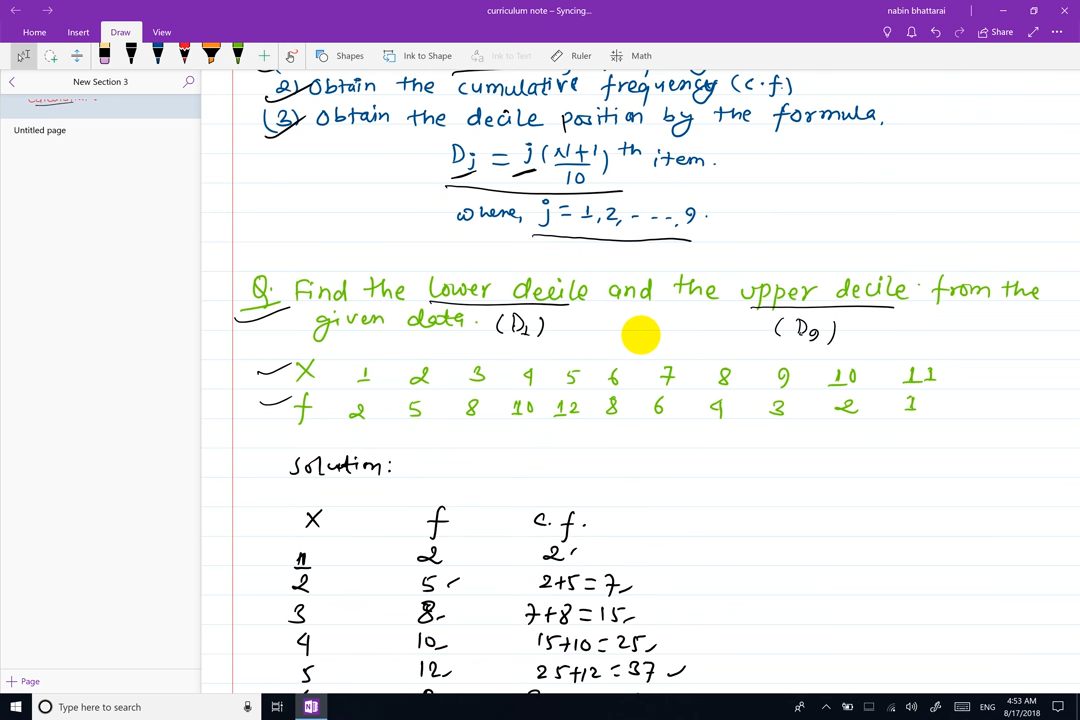 curriculum note – Syncing...
nabin bhattarai
Home Insert Draw View
Share
Shapes Ink to Shape Ink to Text Ruler Math
New Section 3
Untitled page
2) Obtain the cumulative frequency (c.f)
(3) Obtain the decile position by the formula,
Dj = j(N+1/10)th item.
where, j = 1, 2, - - - -, 9.
Q. Find the lower decile and the upper decile from the
given data. (D1) (D9)
X 1 2 3 4 5 6 7 8 9 10 11
f 2 5 8 10 12 8 6 4 3 2 1
Solution:
X f c.f.
1 2 2
2 5 2+5=7
3 8 7+8=15
4 10 15+10=25
5 12 25+12=37
Page
Type here to search
ENG
4:53 AM
8/17/2018